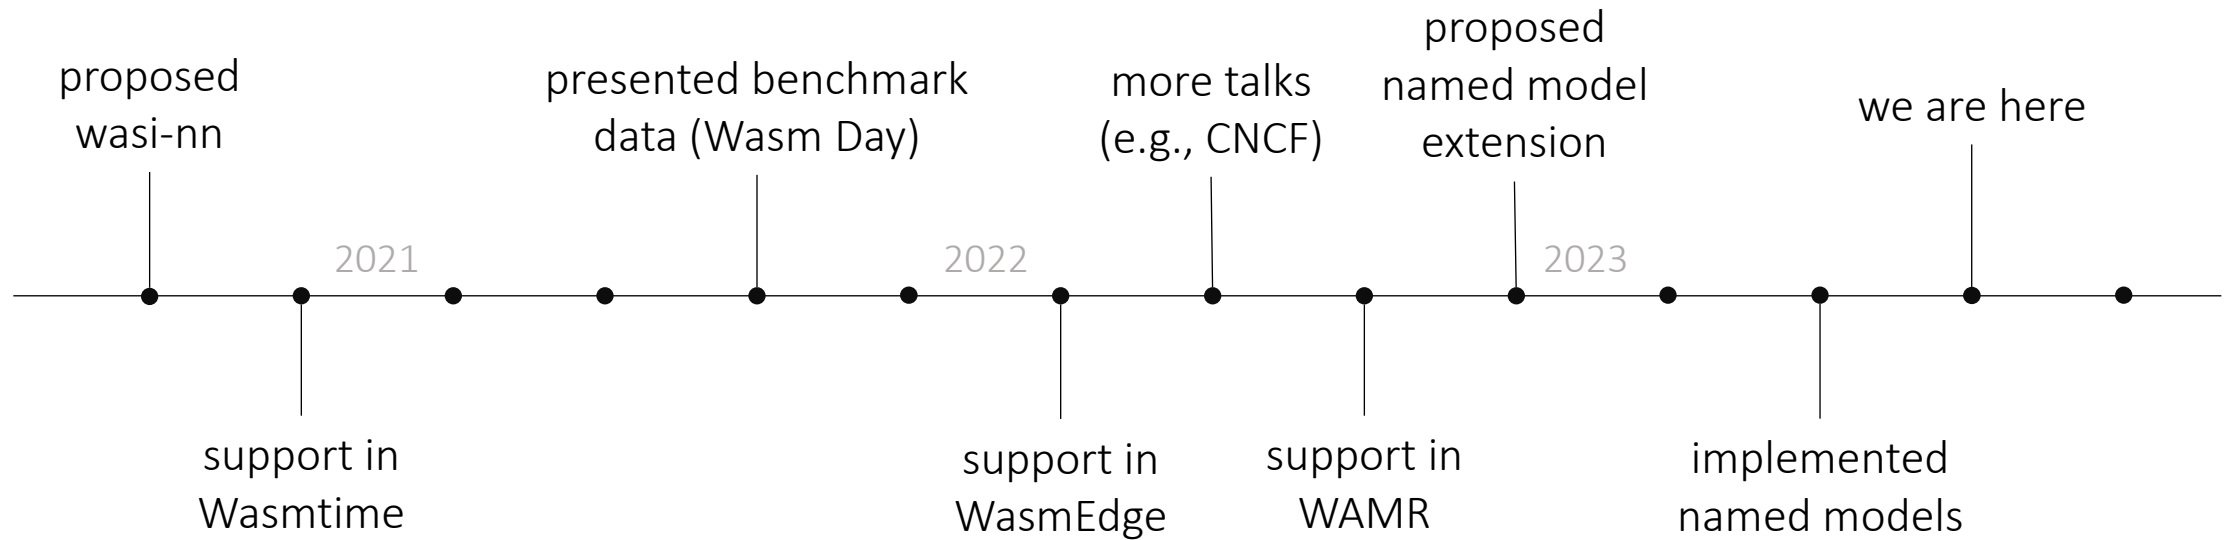 proposed
wasi-nn
presented benchmark
data (Wasm Day)
more talks
(e.g., CNCF)
proposed
named model
extension
we are here
2021
2022
2023
support in
Wasmtime
support in
WasmEdge
support in
WAMR
implemented
named models